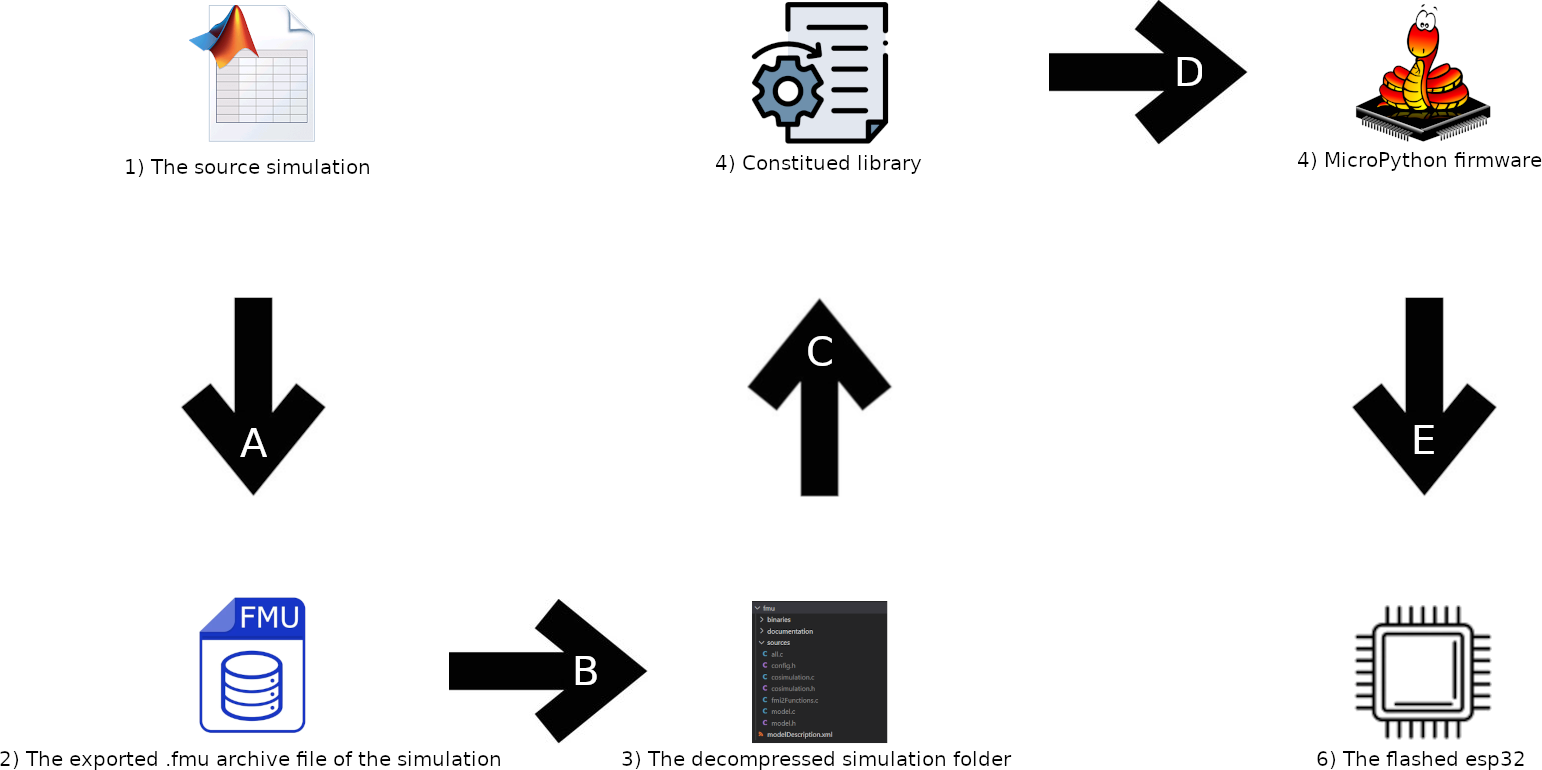 1) The source simulation
4) Constitued library
D
4) MicroPython firmware
A
C
E
FMU
2) The exported .fmu archive file of the simulation
B
fmu
binaries
documentation
sources
C all.c
C config.h
C cosimulation.c
C cosimulation.h
C fmi2Functions.c
C model.c
C model.h
modelDescription.xml
3) The decompressed simulation folder
6) The flashed esp32